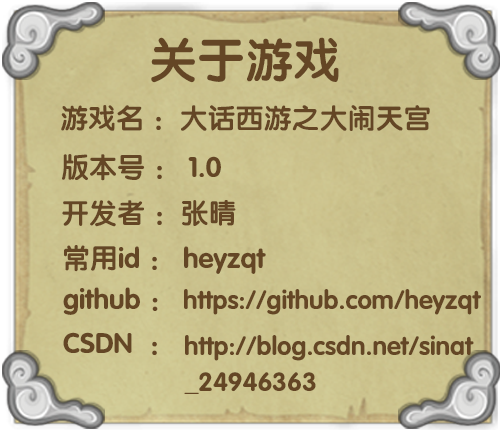 关于游戏
游戏名 ： 大话西游之大闹天宫
版本号 ： 1.0
开发者 ： 张晴
常用id ： heyzqt
github ： https://github.com/heyzqt
CSDN ： http://blog.csdn.net/sinat
_24946363